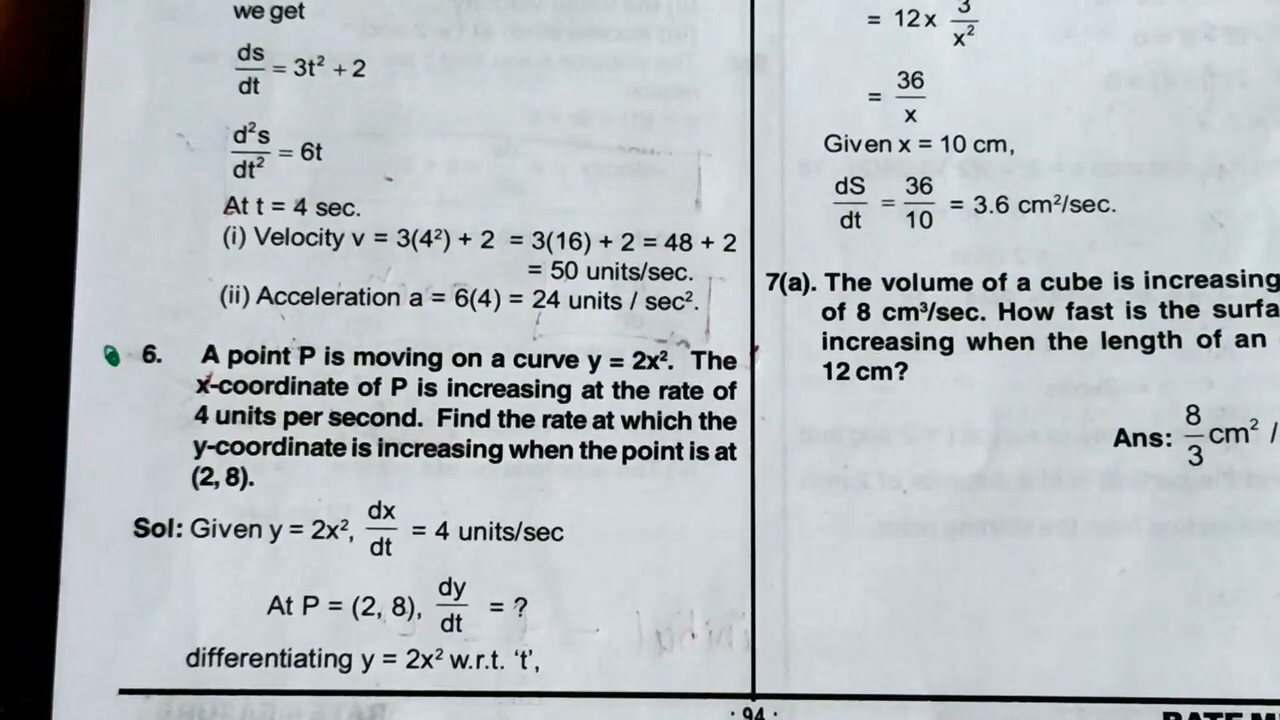 we get
ds/dt = 3t² + 2
d²s/dt² = 6t
At t = 4 sec.
(i) Velocity v = 3(4²) + 2 = 3(16) + 2 = 48 + 2
= 50 units/sec.
(ii) Acceleration a = 6(4) = 24 units / sec².
6. A point P is moving on a curve y = 2x². The
x-coordinate of P is increasing at the rate of
4 units per second. Find the rate at which the
y-coordinate is increasing when the point is at
(2, 8).
Sol: Given y = 2x², dx/dt = 4 units/sec
At P = (2, 8), dy/dt = ?
differentiating y = 2x² w.r.t. ‘t’,
= 12x 3/x²
= 36/x
Given x = 10 cm,
dS/dt = 36/10 = 3.6 cm²/sec.
7(a). The volume of a cube is increasing
of 8 cm³/sec. How fast is the surfa
increasing when the length of an
12 cm?
Ans: 8/3 cm² /
· 94 ·